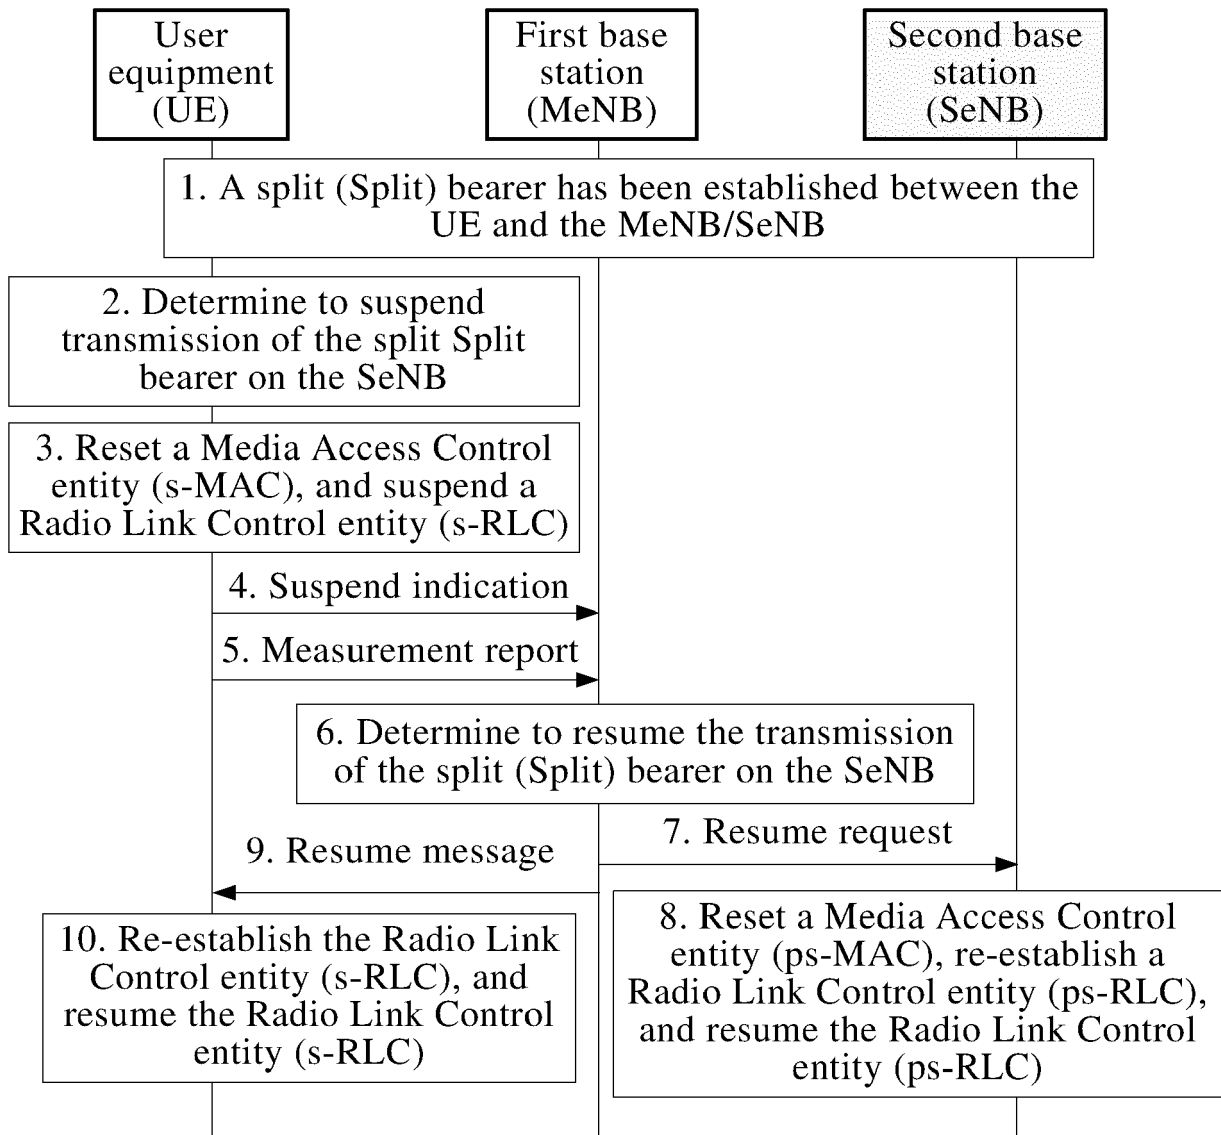 User
equipment
(UE)
First base
station
(MeNB)
Second base
station
(SeNB)
1. A split (Split) bearer has been established between the
UE and the MeNB/SeNB
2. Determine to suspend
transmission of the split Split
bearer on the SeNB
3. Reset a Media Access Control
entity (s-MAC), and suspend a
Radio Link Control entity (s-RLC)
4. Suspend indication
5. Measurement report
6. Determine to resume the transmission
of the split (Split) bearer on the SeNB
7. Resume request
9. Resume message
8. Reset a Media Access Control
entity (ps-MAC), re-establish a
Radio Link Control entity (ps-RLC),
and resume the Radio Link Control
entity (ps-RLC)
10. Re-establish the Radio Link
Control entity (s-RLC), and
resume the Radio Link Control
entity (s-RLC)